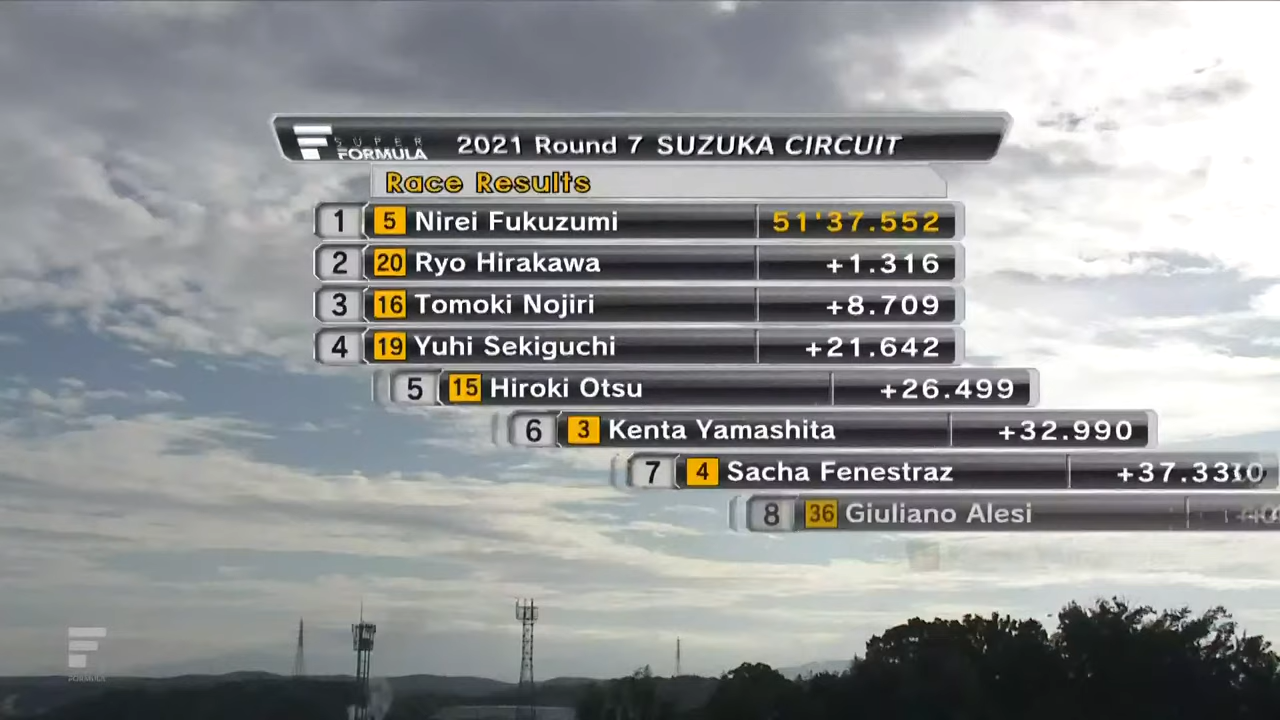 SUPER FORMULA 2021 Round 7 SUZUKA CIRCUIT
Race Results
1 5 Nirei Fukuzumi 51'37.552
2 20 Ryo Hirakawa +1.316
3 16 Tomoki Nojiri +8.709
4 19 Yuhi Sekiguchi +21.642
5 15 Hiroki Otsu +26.499
6 3 Kenta Yamashita +32.990
7 4 Sacha Fenestraz
8 36 Giuliano Alesi
FORMULA